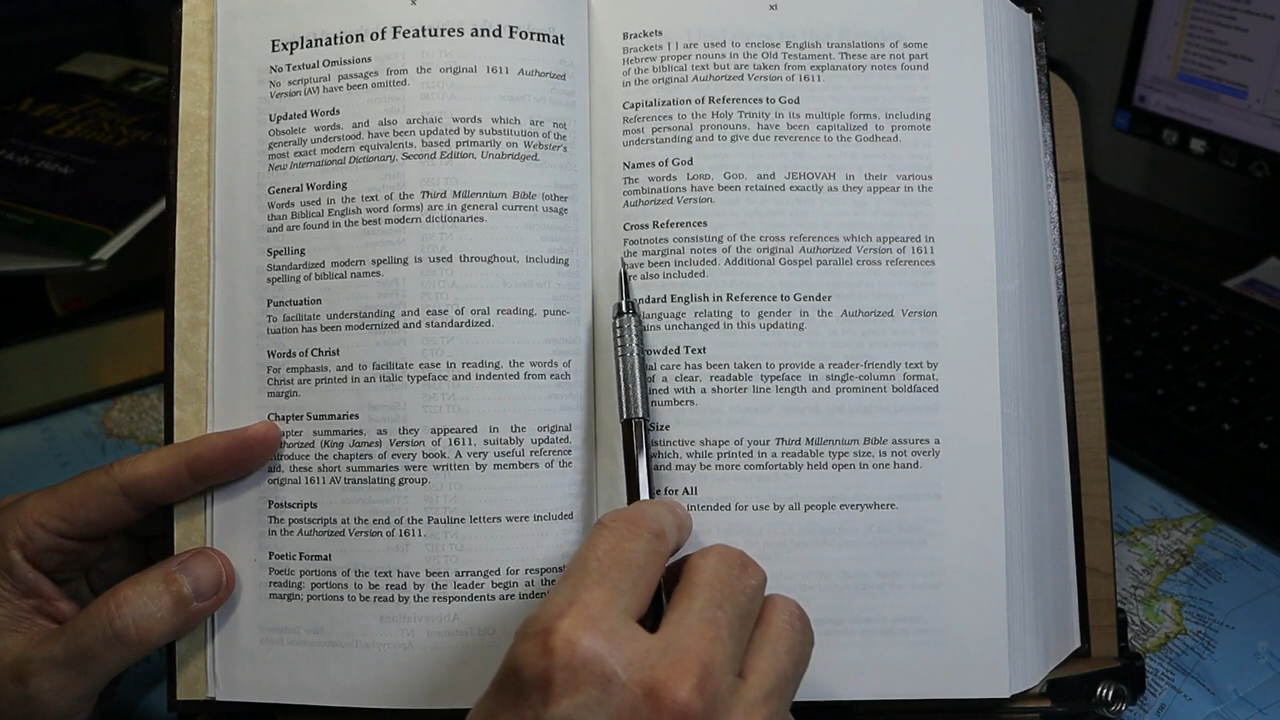 x
Explanation of Features and Format
No Textual Omissions
No scriptural passages from the original 1611 Authorized
Version (AV) have been omitted.
Updated Words
Obsolete words, and also archaic words which are not
generally understood, have been updated by substitution of the
most exact modern equivalents, based primarily on Webster's
New International Dictionary, Second Edition, Unabridged.
General Wording
Words used in the text of the Third Millennium Bible (other
than Biblical English word forms) are in general current usage
and are found in the best modern dictionaries.
Spelling
Standardized modern spelling is used throughout, including
spelling of biblical names.
Punctuation
To facilitate understanding and ease of oral reading, punc-
tuation has been modernized and standardized.
Words of Christ
For emphasis, and to facilitate ease in reading, the words of
Christ are printed in an italic typeface and indented from each
margin.
Chapter Summaries
apter summaries, as they appeared in the original
thorized (King James) Version of 1611, suitably updated,
introduce the chapters of every book. A very useful reference
aid, these short summaries were written by members of the
original 1611 AV translating group.
Postscripts
The postscripts at the end of the Pauline letters were included
in the Authorized Version of 1611.
Poetic Format
Poetic portions of the text have been arranged for respons
reading: portions to be read by the leader begin at the
margin; portions to be read by the respondents are inden
xi
Brackets
Brackets [ ] are used to enclose English translations of some
Hebrew proper nouns in the Old Testament. These are not part
of the biblical text but are taken from explanatory notes found
in the original Authorized Version of 1611.
Capitalization of References to God
References to the Holy Trinity in its multiple forms, including
most personal pronouns, have been capitalized to promote
understanding and to give due reverence to the Godhead.
Names of God
The words LORD, GOD, and JEHOVAH in their various
combinations have been retained exactly as they appear in the
Authorized Version.
Cross References
Footnotes consisting of the cross references which appeared in
the marginal notes of the original Authorized Version of 1611
have been included. Additional Gospel parallel cross references
re also included.
ndard English in Reference to Gender
language relating to gender in the Authorized Version
ins unchanged in this updating.
rowded Text
al care has been taken to provide a reader-friendly text by
of a clear, readable typeface in single-column format,
ined with a shorter line length and prominent boldfaced
numbers.
Size
istinctive shape of your Third Millennium Bible assures a
which, while printed in a readable type size, is not overly
and may be more comfortably held open in one hand.
e for All
intended for use by all people everywhere.